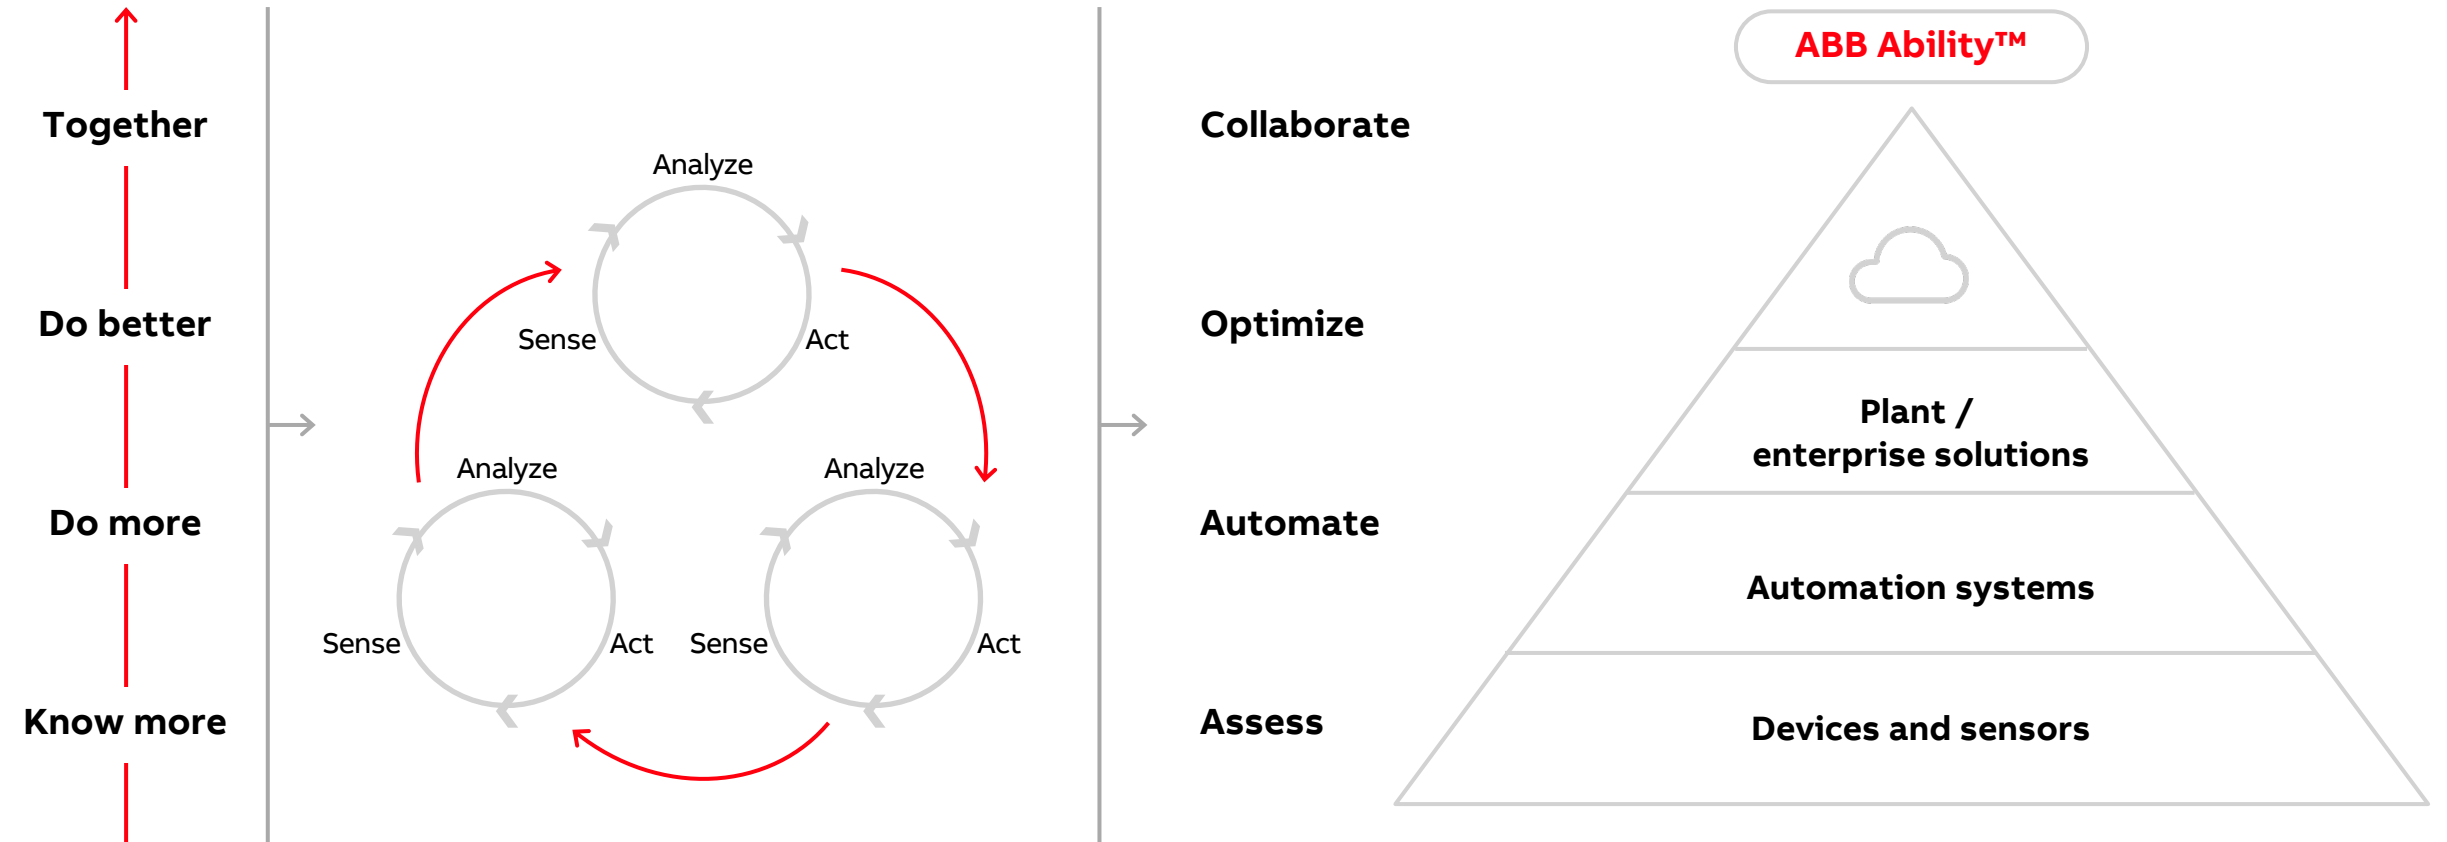 Together
Do better
Do more
Know more
Analyze
Sense
Act
Analyze
Sense
Act
Analyze
Sense
Act
Collaborate
Optimize
Automate
Assess
ABB Ability™
Plant /
enterprise solutions
Automation systems
Devices and sensors